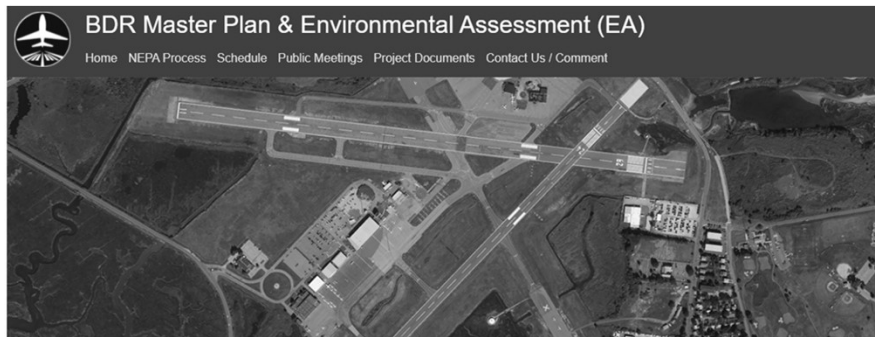 BDR Master Plan & Environmental Assessment (EA)
Home NEPA Process Schedule Public Meetings Project Documents Contact Us / Comment